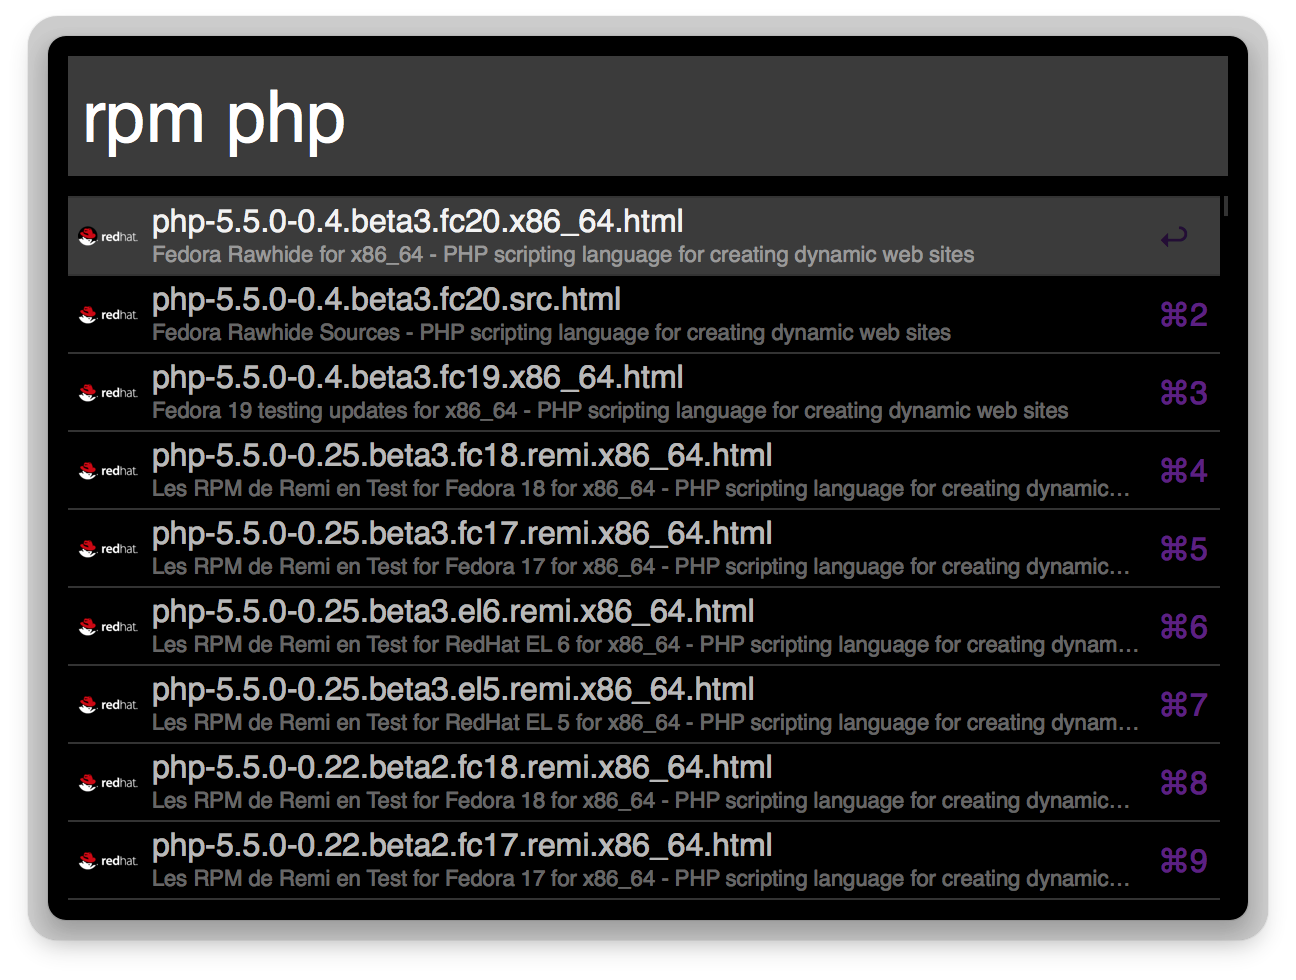 rpm php
redhat.
php-5.5.0-0.4.beta3.fc20.x86_64.html
Fedora Rawhide for x86_64 - PHP scripting language for creating dynamic web sites
↩
redhat.
php-5.5.0-0.4.beta3.fc20.src.html
Fedora Rawhide Sources - PHP scripting language for creating dynamic web sites
⌘2
redhat.
php-5.5.0-0.4.beta3.fc19.x86_64.html
Fedora 19 testing updates for x86_64 - PHP scripting language for creating dynamic web sites
⌘3
redhat.
php-5.5.0-0.25.beta3.fc18.remi.x86_64.html
Les RPM de Remi en Test for Fedora 18 for x86_64 - PHP scripting language for creating dynamic…
⌘4
redhat.
php-5.5.0-0.25.beta3.fc17.remi.x86_64.html
Les RPM de Remi en Test for Fedora 17 for x86_64 - PHP scripting language for creating dynamic…
⌘5
redhat.
php-5.5.0-0.25.beta3.el6.remi.x86_64.html
Les RPM de Remi en Test for RedHat EL 6 for x86_64 - PHP scripting language for creating dynam…
⌘6
redhat.
php-5.5.0-0.25.beta3.el5.remi.x86_64.html
Les RPM de Remi en Test for RedHat EL 5 for x86_64 - PHP scripting language for creating dynam…
⌘7
redhat.
php-5.5.0-0.22.beta2.fc18.remi.x86_64.html
Les RPM de Remi en Test for Fedora 18 for x86_64 - PHP scripting language for creating dynamic…
⌘8
redhat.
php-5.5.0-0.22.beta2.fc17.remi.x86_64.html
Les RPM de Remi en Test for Fedora 17 for x86_64 - PHP scripting language for creating dynamic…
⌘9